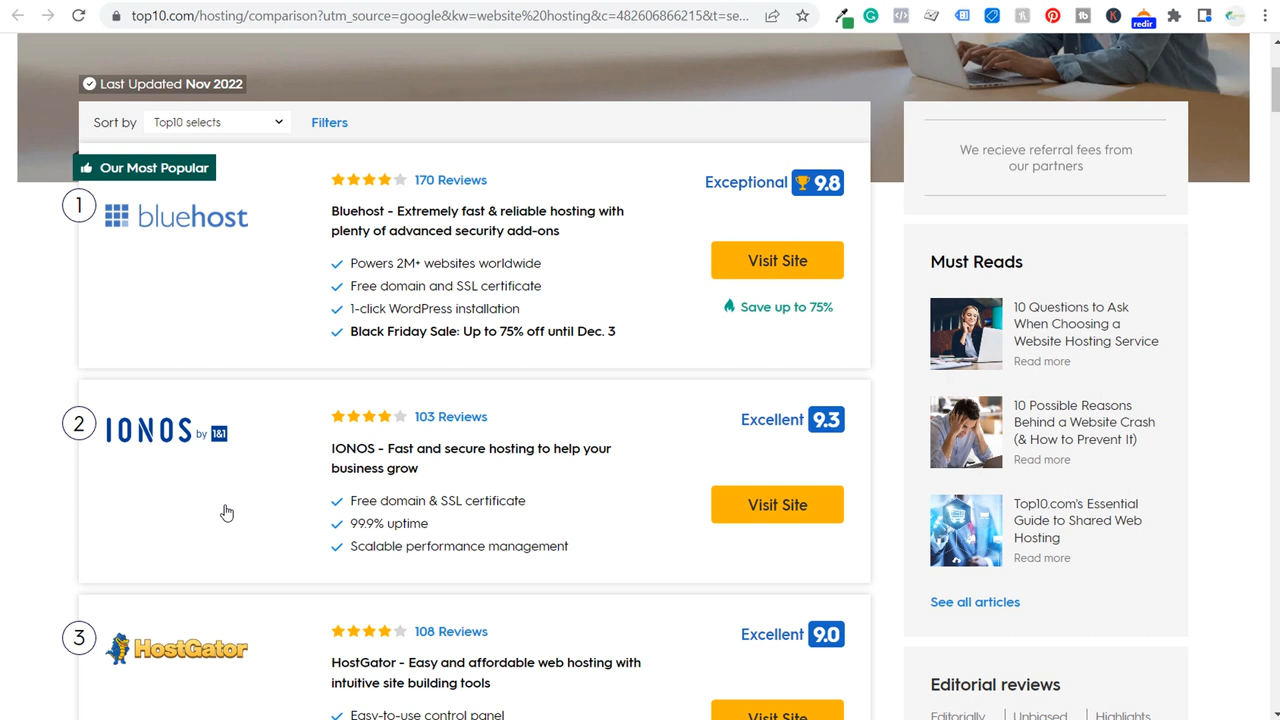 top10.com/hosting/comparison?utm_source=google&kw=website%20hosting&c=482606866215&t=se...
redir
Last Updated Nov 2022
Sort by Top10 selects Filters
Our Most Popular
1
bluehost
170 Reviews
Bluehost - Extremely fast & reliable hosting with
plenty of advanced security add-ons
Powers 2M+ websites worldwide
Free domain and SSL certificate
1-click WordPress installation
Black Friday Sale: Up to 75% off until Dec. 3
Exceptional 9.8
Visit Site
Save up to 75%
2
IONOS by 1&1
103 Reviews
IONOS - Fast and secure hosting to help your
business grow
Free domain & SSL certificate
99.9% uptime
Scalable performance management
Excellent 9.3
Visit Site
3
HostGator
108 Reviews
HostGator - Easy and affordable web hosting with
intuitive site building tools
Easy-to-use control panel
Excellent 9.0
Visit Site
We recieve referral fees from
our partners
Must Reads
10 Questions to Ask
When Choosing a
Website Hosting Service
Read more
10 Possible Reasons
Behind a Website Crash
(& How to Prevent It)
Read more
Top10.com's Essential
Guide to Shared Web
Hosting
Read more
See all articles
Editorial reviews
Editorially Unbiased Highlights